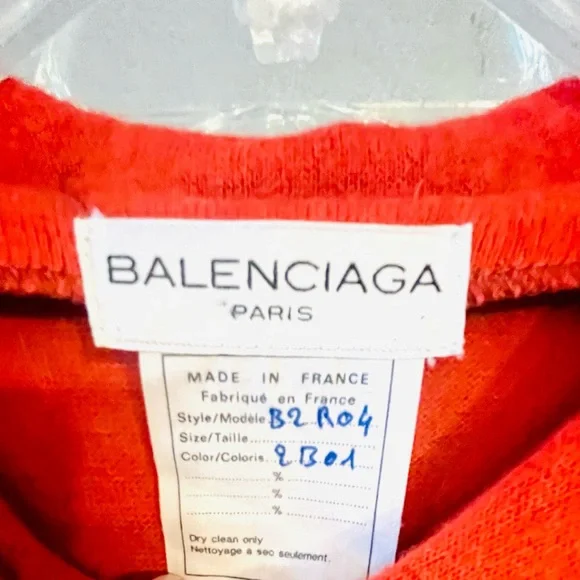 BALENCIAGA
PARIS
MADE IN FRANCE
Fabriqué en France
Style/Modèle B2R04
Size/Taille..................
Color/Coloris. 2B01
............%..................
............%..................
............%..................
Dry clean only
Nettoyage à sec seulement.